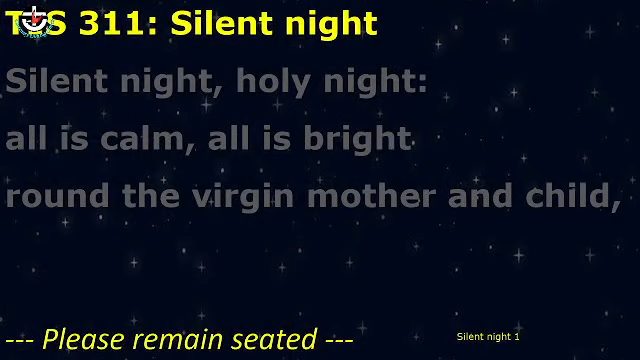 TiS 311: Silent night
Silent night, holy night:
all is calm, all is bright
round the virgin mother and child,
--- Please remain seated ---
Silent night 1